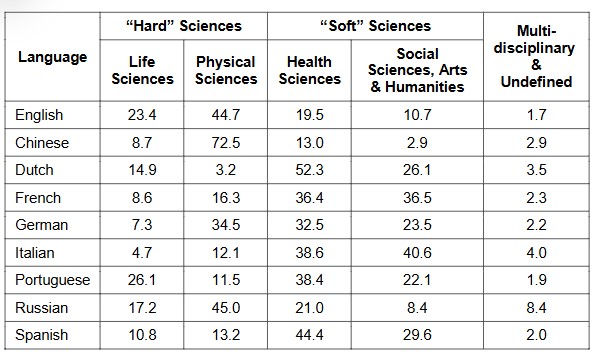 Language “Hard” Sciences “Soft” Sciences Multi-disciplinary & Undefined
Life Sciences Physical Sciences Health Sciences Social Sciences, Arts & Humanities
English 23.4 44.7 19.5 10.7 1.7
Chinese 8.7 72.5 13.0 2.9 2.9
Dutch 14.9 3.2 52.3 26.1 3.5
French 8.6 16.3 36.4 36.5 2.3
German 7.3 34.5 32.5 23.5 2.2
Italian 4.7 12.1 38.6 40.6 4.0
Portuguese 26.1 11.5 38.4 22.1 1.9
Russian 17.2 45.0 21.0 8.4 8.4
Spanish 10.8 13.2 44.4 29.6 2.0